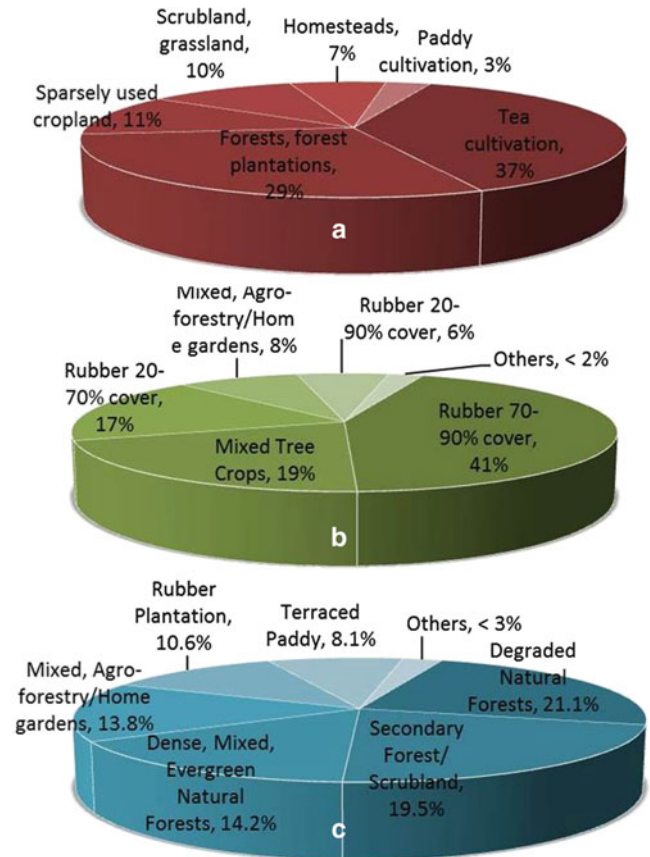 Scrubland,
grassland,
10%
Homesteads,
7%
Paddy
cultivation, 3%
Sparsely used
cropland, 11%
Forests, forest
plantations,
29%
Tea
cultivation,
37%
a
Mixed, Agro-
forestry/Hom
e gardens, 8%
Rubber 20-
90% cover, 6%
Others, < 2%
Rubber 20-
70% cover,
17%
Mixed Tree
Crops, 19%
Rubber 70-
90% cover,
41%
b
Rubber
Plantation,
10.6%
Terraced
Paddy, 8.1%
Others, < 3%
Degraded
Natural
Forests, 21.1%
Mixed, Agro-
forestry/Home
gardens, 13.8%
Dense, Mixed,
Evergreen
Natural
Forests, 14.2%
Secondary
Forest/
Scrubland,
19.5%
c